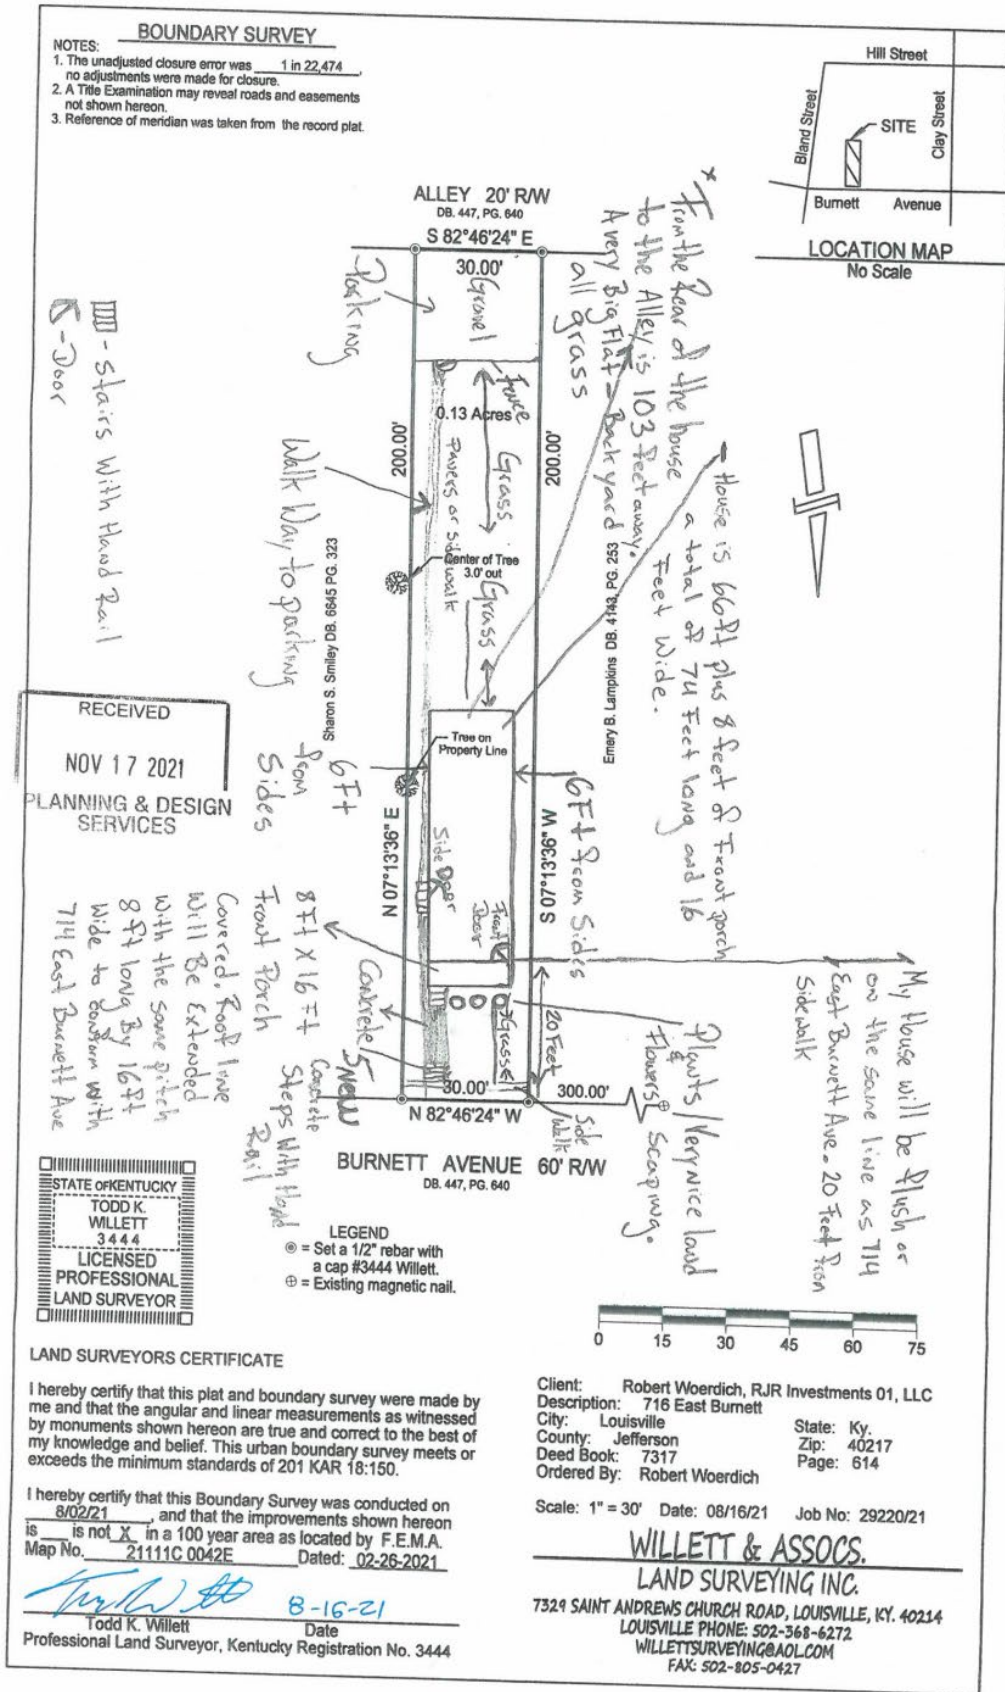 BOUNDARY SURVEY
NOTES:
1. The unadjusted closure error was 1 in 22,474,
no adjustments were made for closure.
2. A Title Examination may reveal roads and easements
not shown hereon.
3. Reference of meridian was taken from the record plat.
Hill Street
Bland Street
Clay Street
SITE
Burnett Avenue
LOCATION MAP
No Scale
ALLEY 20' R/W
DB. 447, PG. 640
S 82°46'24" E
30.00'
Gravel
Parking
* From the Rear of the house
to the Alley is 103 feet away.
A very Big Flat - Back yard
all grass
- House is 66ft plus 8 feet of Front porch
a total of 74 Feet long and 16
Feet Wide.
- Stairs With Hand Rail
- Door
Fence
0.13 Acres
200.00'
200.00'
Grass
Pavers or Sidewalk
Walk Way to parking
Center of Tree
3.0' out
Grass
Sharon S. Smiley DB. 6645 PG. 323
Emery B. Lampkins DB. 4143, PG. 253
Tree on
Property Line
6 Ft
from
Sides
6 Ft from Sides
N 07°13'36" E
S 07°13'36" W
Side Door
Front
Door
RECEIVED
NOV 17 2021
PLANNING & DESIGN
SERVICES
8 FT X 16 FT
Front Porch
Covered, Roof line
Will Be Extended
With the same pitch
8 ft long By 16 ft
Wide to conform with
714 East Burnett Ave
Concrete
5 New
Concrete
Steps With Hand
Rail
Grass
20 Feet
30.00'
300.00'
N 82°46'24" W
Side
Walk
Plants / Very nice land
&
Flowers Scaping.
My House will be flush or
on the same line as 714
East Burnett Ave. 20 Feet from
Sidewalk
BURNETT AVENUE 60' R/W
DB. 447, PG. 640
STATE OF KENTUCKY
TODD K.
WILLETT
3444
LICENSED
PROFESSIONAL
LAND SURVEYOR
LEGEND
= Set a 1/2" rebar with
a cap #3444 Willett.
= Existing magnetic nail.
0 15 30 45 60 75
LAND SURVEYORS CERTIFICATE
I hereby certify that this plat and boundary survey were made by
me and that the angular and linear measurements as witnessed
by monuments shown hereon are true and correct to the best of
my knowledge and belief. This urban boundary survey meets or
exceeds the minimum standards of 201 KAR 18:150.
I hereby certify that this Boundary Survey was conducted on
8/02/21, and that the improvements shown hereon
is ___ is not X in a 100 year area as located by F.E.M.A.
Map No. 21111C 0042E Dated: 02-26-2021
8-16-21
Todd K. Willett Date
Professional Land Surveyor, Kentucky Registration No. 3444
Client: Robert Woerdich, RJR Investments 01, LLC
Description: 716 East Burnett
City: Louisville State: Ky.
County: Jefferson Zip: 40217
Deed Book: 7317 Page: 614
Ordered By: Robert Woerdich
Scale: 1" = 30' Date: 08/16/21 Job No: 29220/21
WILLETT & ASSOCS.
LAND SURVEYING INC.
7329 SAINT ANDREWS CHURCH ROAD, LOUISVILLE, KY. 40214
LOUISVILLE PHONE: 502-368-6272
WILLETTSURVEYING@AOL.COM
FAX: 502-805-0427